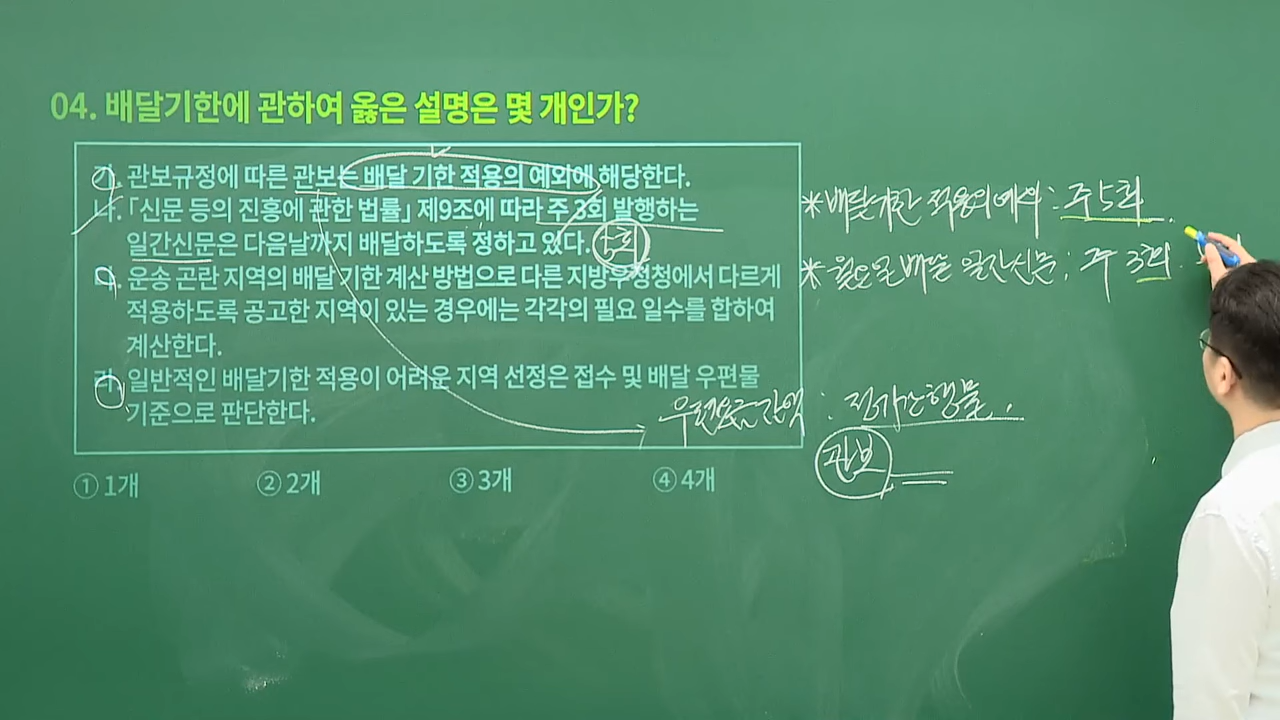 04. 배달기한에 관하여 옳은 설명은 몇 개인가?
가. 관보규정에 따른 관보는 배달 기한 적용의 예외에 해당한다.
나. 「신문 등의 진흥에 관한 법률」 제9조에 따라 주 3회 발행하는
일간신문은 다음날까지 배달하도록 정하고 있다. 5회
다. 운송 곤란 지역의 배달 기한 계산 방법으로 다른 지방우정청에서 다르게
적용하도록 공고한 지역이 있는 경우에는 각각의 필요 일수를 합하여
계산한다.
라. 일반적인 배달기한 적용이 어려운 지역 선정은 접수 및 배달 우편물
기준으로 판단한다.
① 1개 ② 2개 ③ 3개 ④ 4개
*배달기간 적용의 예외 : 주 5회
*월요일 배달 일간신문 : 주 3회
우편요금 감액 : 정기간행물.
관보